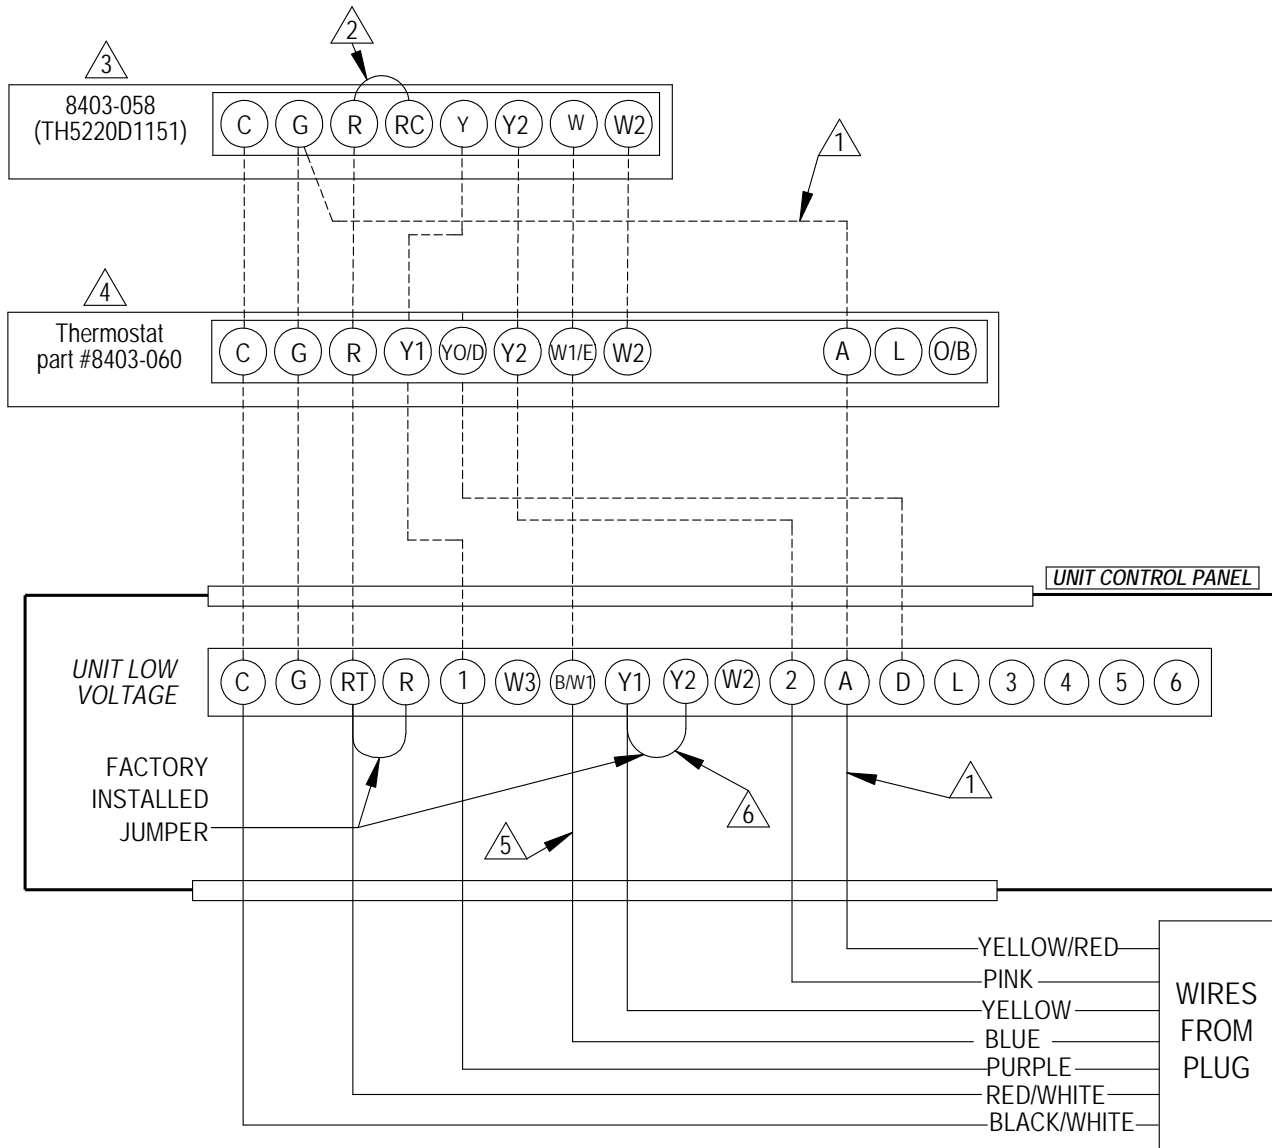 2
3
8403-058
(TH5220D1151)
C G R RC Y Y2 W W2
1
4
Thermostat
part #8403-060
C G R Y1 YO/D Y2 W1/E W2 A L O/B
UNIT CONTROL PANEL
UNIT LOW
VOLTAGE
C G RT R 1 W3 B/W1 Y1 Y2 W2 2 A D L 3 4 5 6
FACTORY
INSTALLED
JUMPER
5
6
1
YELLOW/RED
PINK
YELLOW
BLUE
PURPLE
RED/WHITE
BLACK/WHITE
WIRES
FROM
PLUG